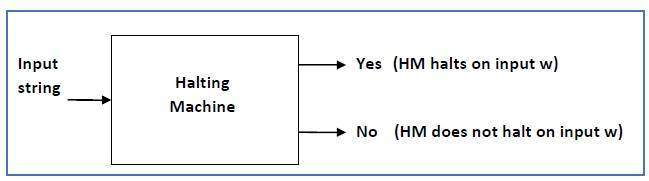 Input
string
Halting
Machine
Yes (HM halts on input w)
No (HM does not halt on input w)